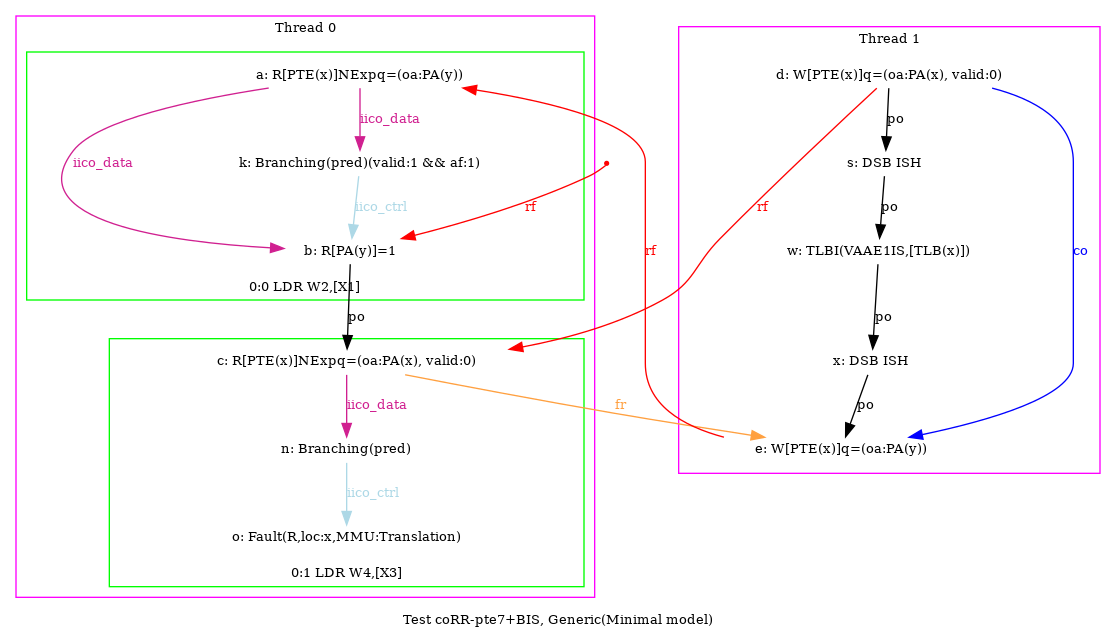 Thread 0
Thread 1
a: R[PTE(x)]NExpq=(oa:PA(y))
d: W[PTE(x)]q=(oa:PA(x), valid:0)
iico_data
po
iico_data
k: Branching(pred)(valid:1 && af:1)
s: DSB ISH
iico_ctrl
rf
rf
po
b: R[PA(y)]=1
rf
w: TLBI(VAAE1IS,[TLB(x)])
co
0:0 LDR W2,[X1]
po
po
c: R[PTE(x)]NExpq=(oa:PA(x), valid:0)
x: DSB ISH
iico_data
fr
po
n: Branching(pred)
e: W[PTE(x)]q=(oa:PA(y))
iico_ctrl
o: Fault(R,loc:x,MMU:Translation)
0:1 LDR W4,[X3]
Test coRR-pte7+BIS, Generic(Minimal model)